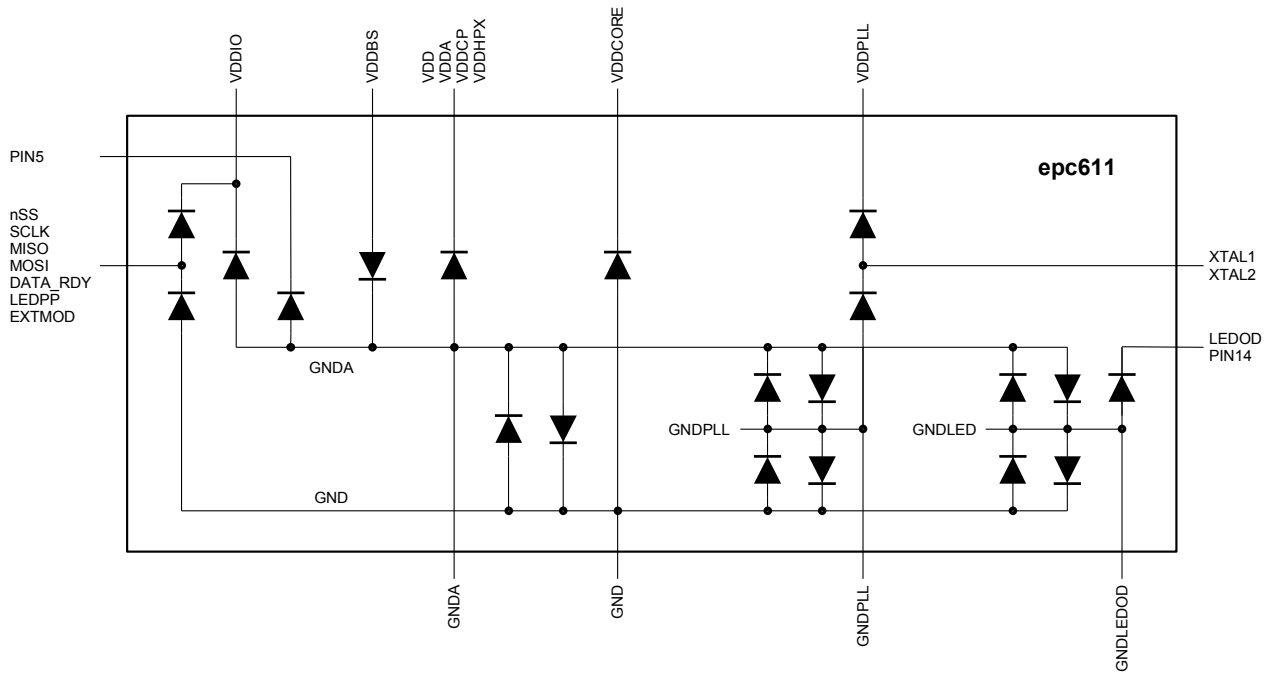 VDDIO
VDDBS
VDD
VDDA
VDDCP
VDDHPX
VDDCORE
VDDPLL
PIN5
epc611
nSS
SCLK
MISO
MOSI
DATA_RDY
LEDPP
EXTMOD
XTAL1
XTAL2
LEDOD
PIN14
GNDA
GNDPLL
GNDLED
GND
GNDA
GND
GNDPLL
GNDLEDOD